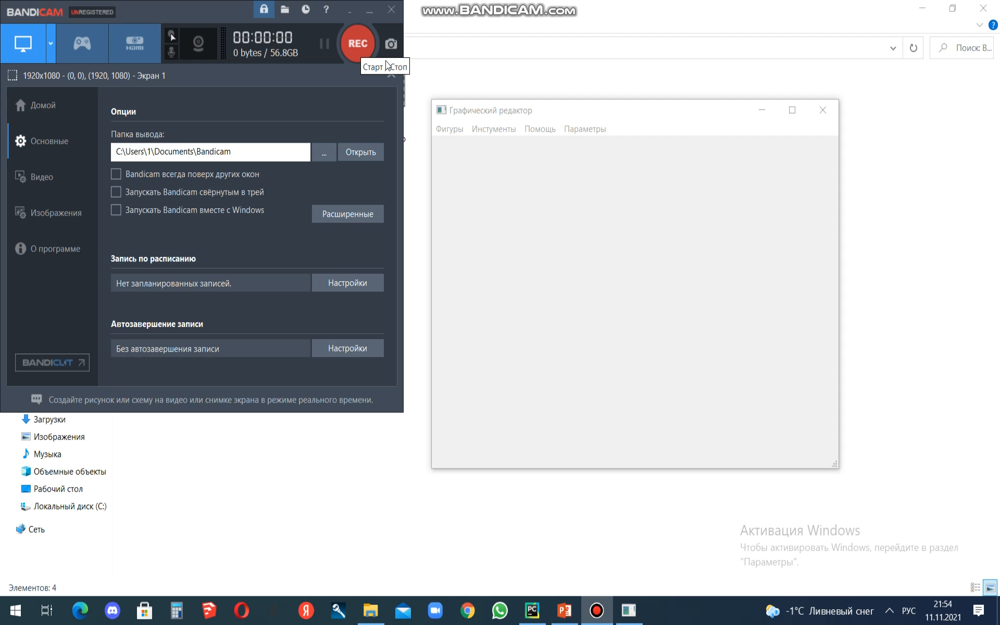 BANDICAM UNREGISTERED
www.BANDICAM.com
HDMI
00:00:00
0 bytes / 56.8GB
REC
Старт Стоп
1920x1080 - (0, 0), (1920, 1080) - Экран 1
Поиск: В...
Домой
Основные
Видео
Изображения
О программе
BANDICUT
Опции
Папка вывода:
C:\Users\1\Documents\Bandicam
...
Открыть
Bandicam всегда поверх других окон
Запускать Bandicam свёрнутым в трей
Запускать Bandicam вместе с Windows
Расширенные
Запись по расписанию
Нет запланированных записей.
Настройки
Автозавершение записи
Без автозавершения записи
Настройки
Создайте рисунок или схему на видео или снимке экрана в режиме реального времени.
Графический редактор
Фигуры Инстументы Помощь Параметры
Загрузки
Изображения
Музыка
Объемные объекты
Рабочий стол
Локальный диск (C:)
Сеть
Активация Windows
Чтобы активировать Windows, перейдите в раздел
"Параметры".
Элементов: 4
-1°C Ливневый снег
РУС
21:54
11.11.2021